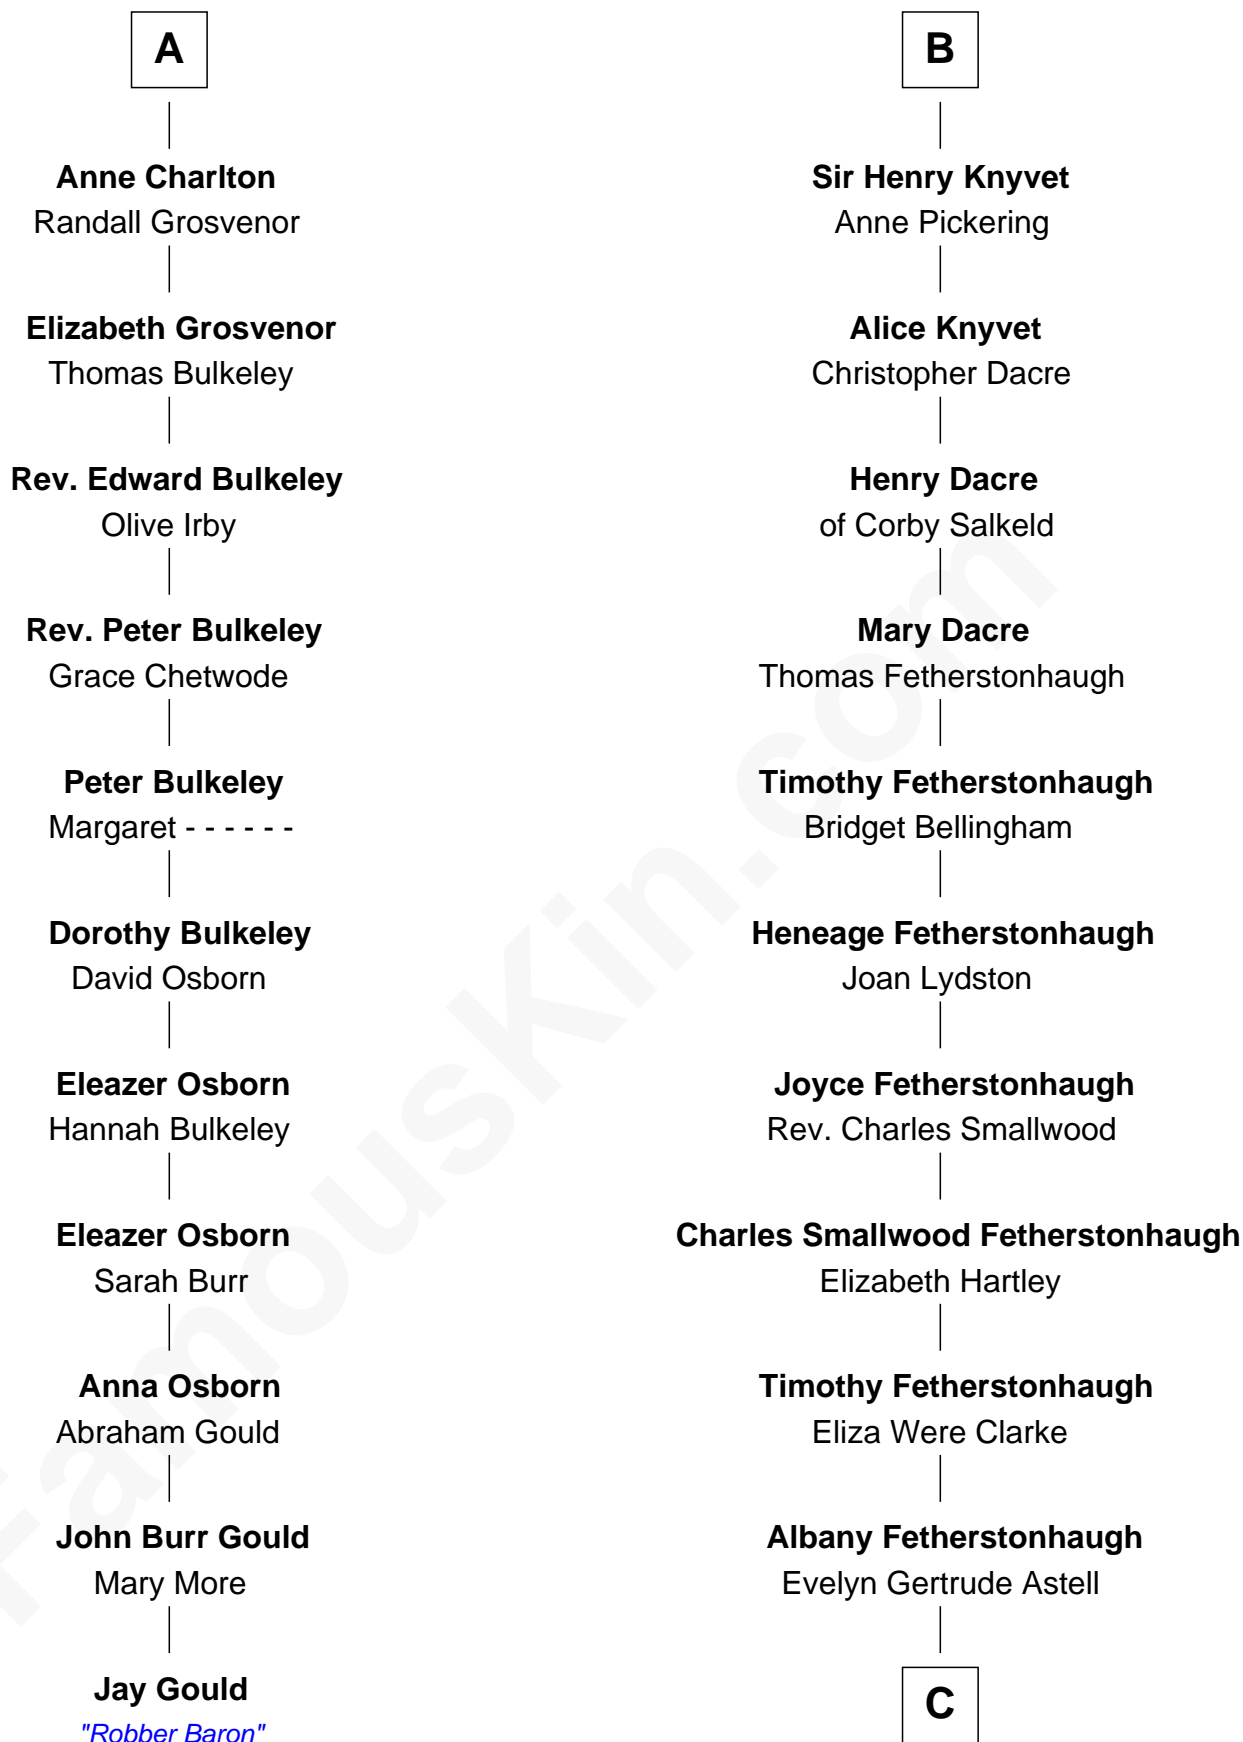 A
Anne Charlton
Randall Grosvenor
Elizabeth Grosvenor
Thomas Bulkeley
Rev. Edward Bulkeley
Olive Irby
Rev. Peter Bulkeley
Grace Chetwode
Peter Bulkeley
Margaret - - - - - -
Dorothy Bulkeley
David Osborn
Eleazer Osborn
Hannah Bulkeley
Eleazer Osborn
Sarah Burr
Anna Osborn
Abraham Gould
John Burr Gould
Mary More
Jay Gould
"Robber Baron"
B
Sir Henry Knyvet
Anne Pickering
Alice Knyvet
Christopher Dacre
Henry Dacre
of Corby Salkeld
Mary Dacre
Thomas Fetherstonhaugh
Timothy Fetherstonhaugh
Bridget Bellingham
Heneage Fetherstonhaugh
Joan Lydston
Joyce Fetherstonhaugh
Rev. Charles Smallwood
Charles Smallwood Fetherstonhaugh
Elizabeth Hartley
Timothy Fetherstonhaugh
Eliza Were Clarke
Albany Fetherstonhaugh
Evelyn Gertrude Astell
C
FamousKin.com